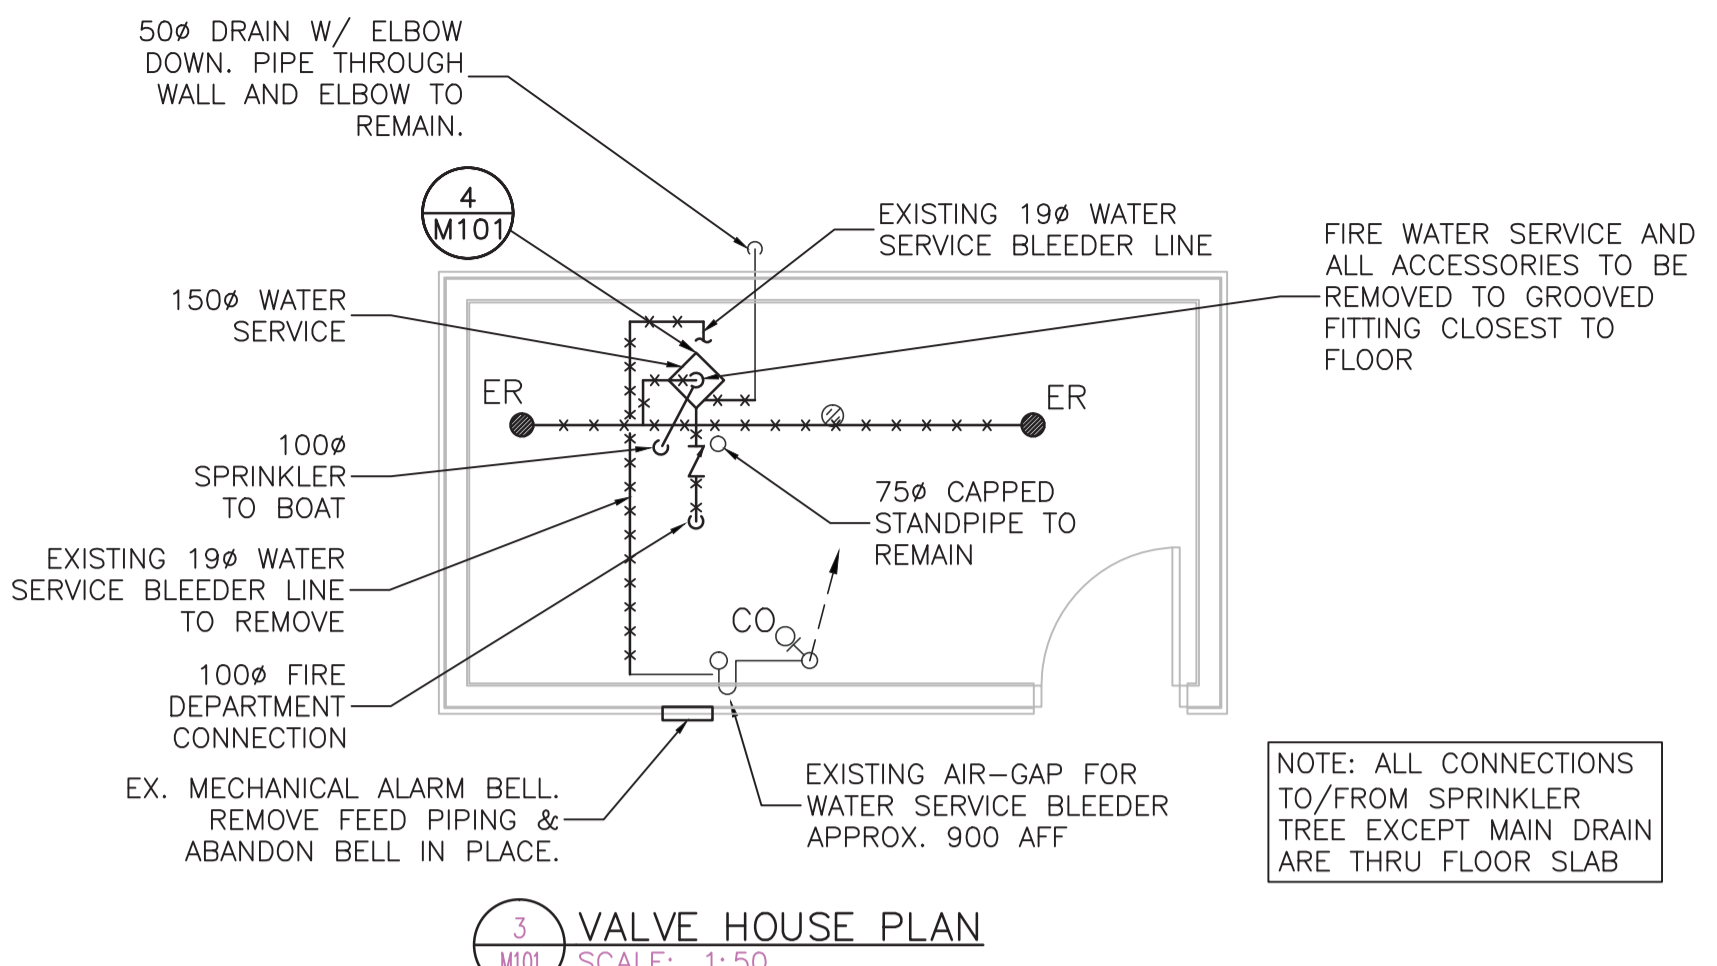 50ø DRAIN W/ ELBOW
DOWN. PIPE THROUGH
WALL AND ELBOW TO
REMAIN.
4
M101
EXISTING 19ø WATER
SERVICE BLEEDER LINE
FIRE WATER SERVICE AND
ALL ACCESSORIES TO BE
REMOVED TO GROOVED
FITTING CLOSEST TO
FLOOR
150ø WATER
SERVICE
ER
ER
100ø
SPRINKLER
TO BOAT
75ø CAPPED
STANDPIPE TO
REMAIN
EXISTING 19ø WATER
SERVICE BLEEDER LINE
TO REMOVE
CO
100ø FIRE
DEPARTMENT
CONNECTION
EX. MECHANICAL ALARM BELL.
REMOVE FEED PIPING &
ABANDON BELL IN PLACE.
EXISTING AIR-GAP FOR
WATER SERVICE BLEEDER
APPROX. 900 AFF
NOTE: ALL CONNECTIONS
TO/FROM SPRINKLER
TREE EXCEPT MAIN DRAIN
ARE THRU FLOOR SLAB
3
M101
VALVE HOUSE PLAN
SCALE: 1:50